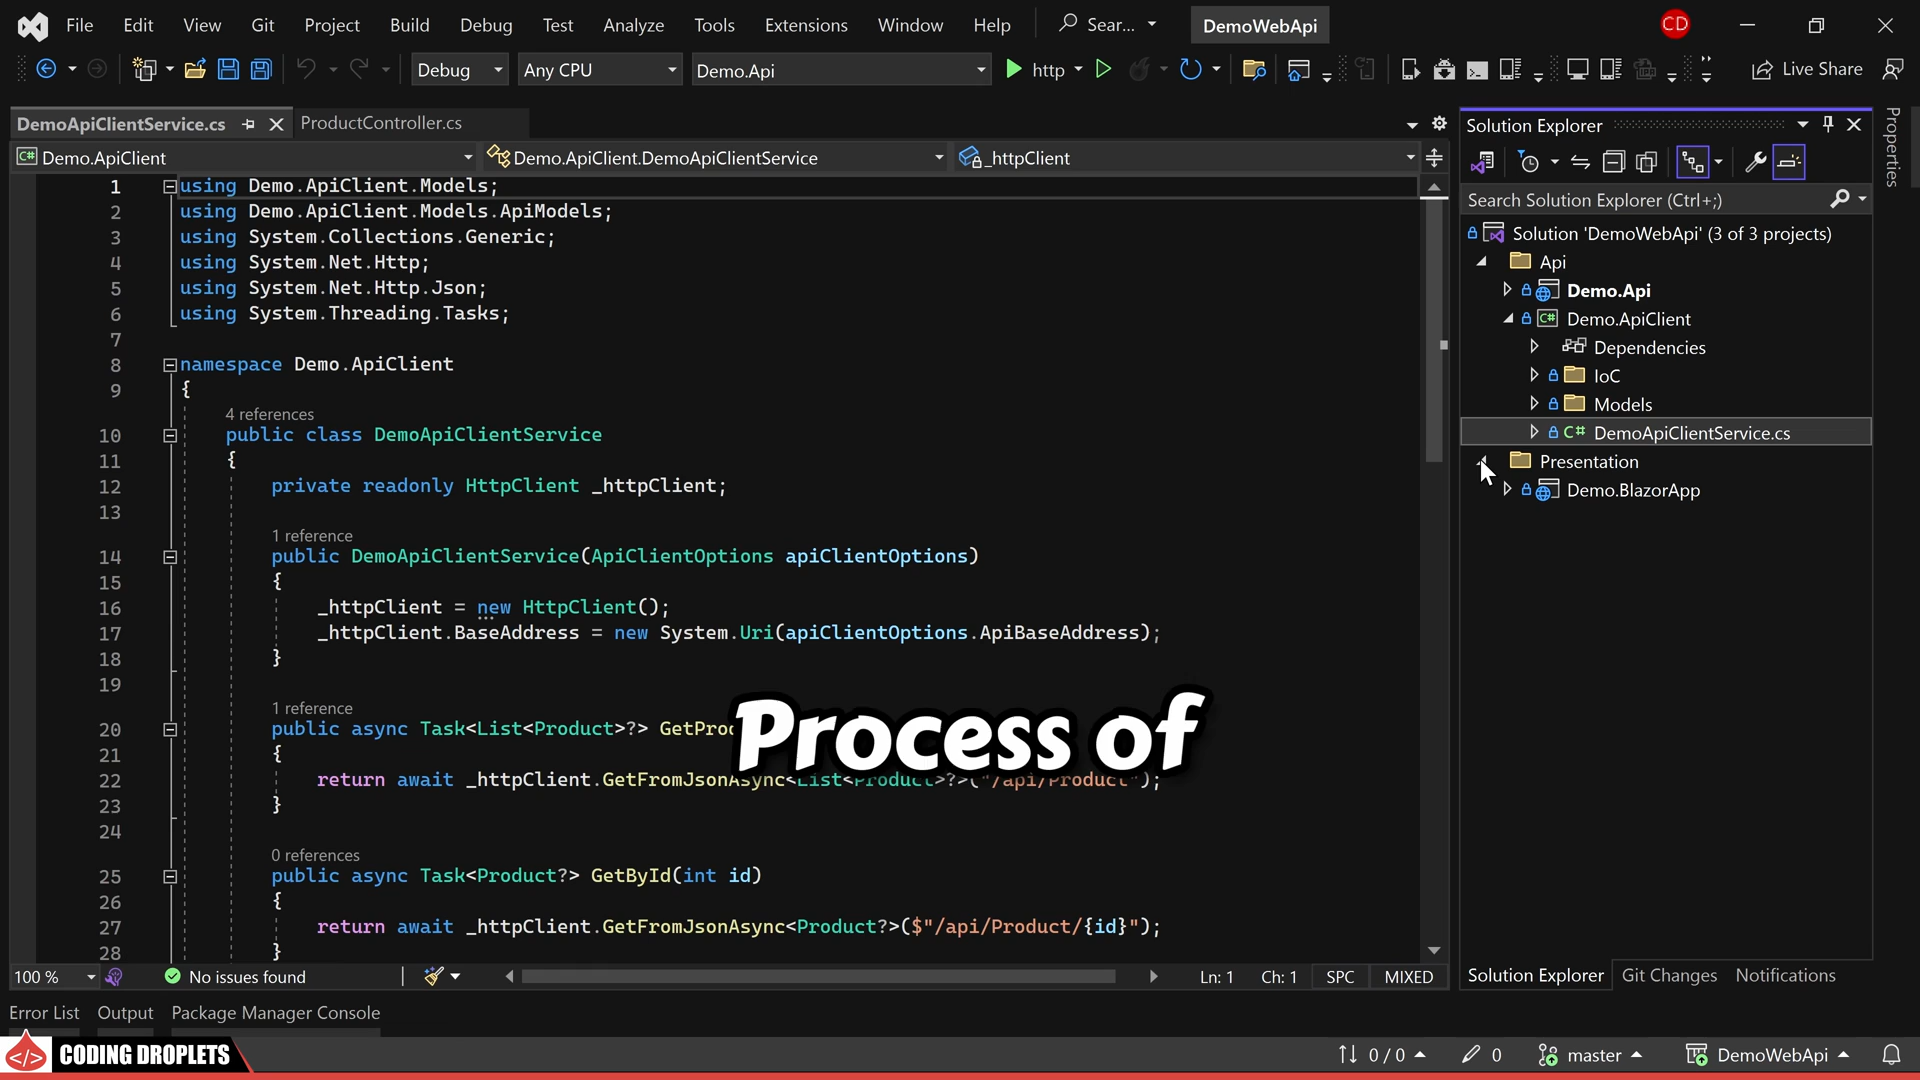 File Edit View Git Project Build Debug Test Analyze Tools Extensions Window Help Sear... DemoWebApi CD
Debug Any CPU Demo.Api http Live Share
DemoApiClientService.cs ProductController.cs
Demo.ApiClient Demo.ApiClient.DemoApiClientService _httpClient
1 using Demo.ApiClient.Models;
2 using Demo.ApiClient.Models.ApiModels;
3 using System.Collections.Generic;
4 using System.Net.Http;
5 using System.Net.Http.Json;
6 using System.Threading.Tasks;
7
8 namespace Demo.ApiClient
9 {
4 references
10 public class DemoApiClientService
11 {
12 private readonly HttpClient _httpClient;
13
1 reference
14 public DemoApiClientService(ApiClientOptions apiClientOptions)
15 {
16 _httpClient = new HttpClient();
17 _httpClient.BaseAddress = new System.Uri(apiClientOptions.ApiBaseAddress);
18 }
19
1 reference
20 public async Task<List<Product>?> GetPro
21 {
22 return await _httpClient.GetFromJsonAsync<List<Product>?>("/api/Product");
23 }
24
0 references
25 public async Task<Product?> GetById(int id)
26 {
27 return await _httpClient.GetFromJsonAsync<Product?>($"/api/Product/{id}");
28 }
Process of
100 % No issues found Ln: 1 Ch: 1 SPC MIXED
Solution Explorer
Search Solution Explorer (Ctrl+;)
Solution 'DemoWebApi' (3 of 3 projects)
Api
Demo.Api
C# Demo.ApiClient
Dependencies
IoC
Models
C# DemoApiClientService.cs
Presentation
Demo.BlazorApp
Solution Explorer Git Changes Notifications
Properties
Error List Output Package Manager Console
CODING DROPLETS
0 / 0 0 master DemoWebApi